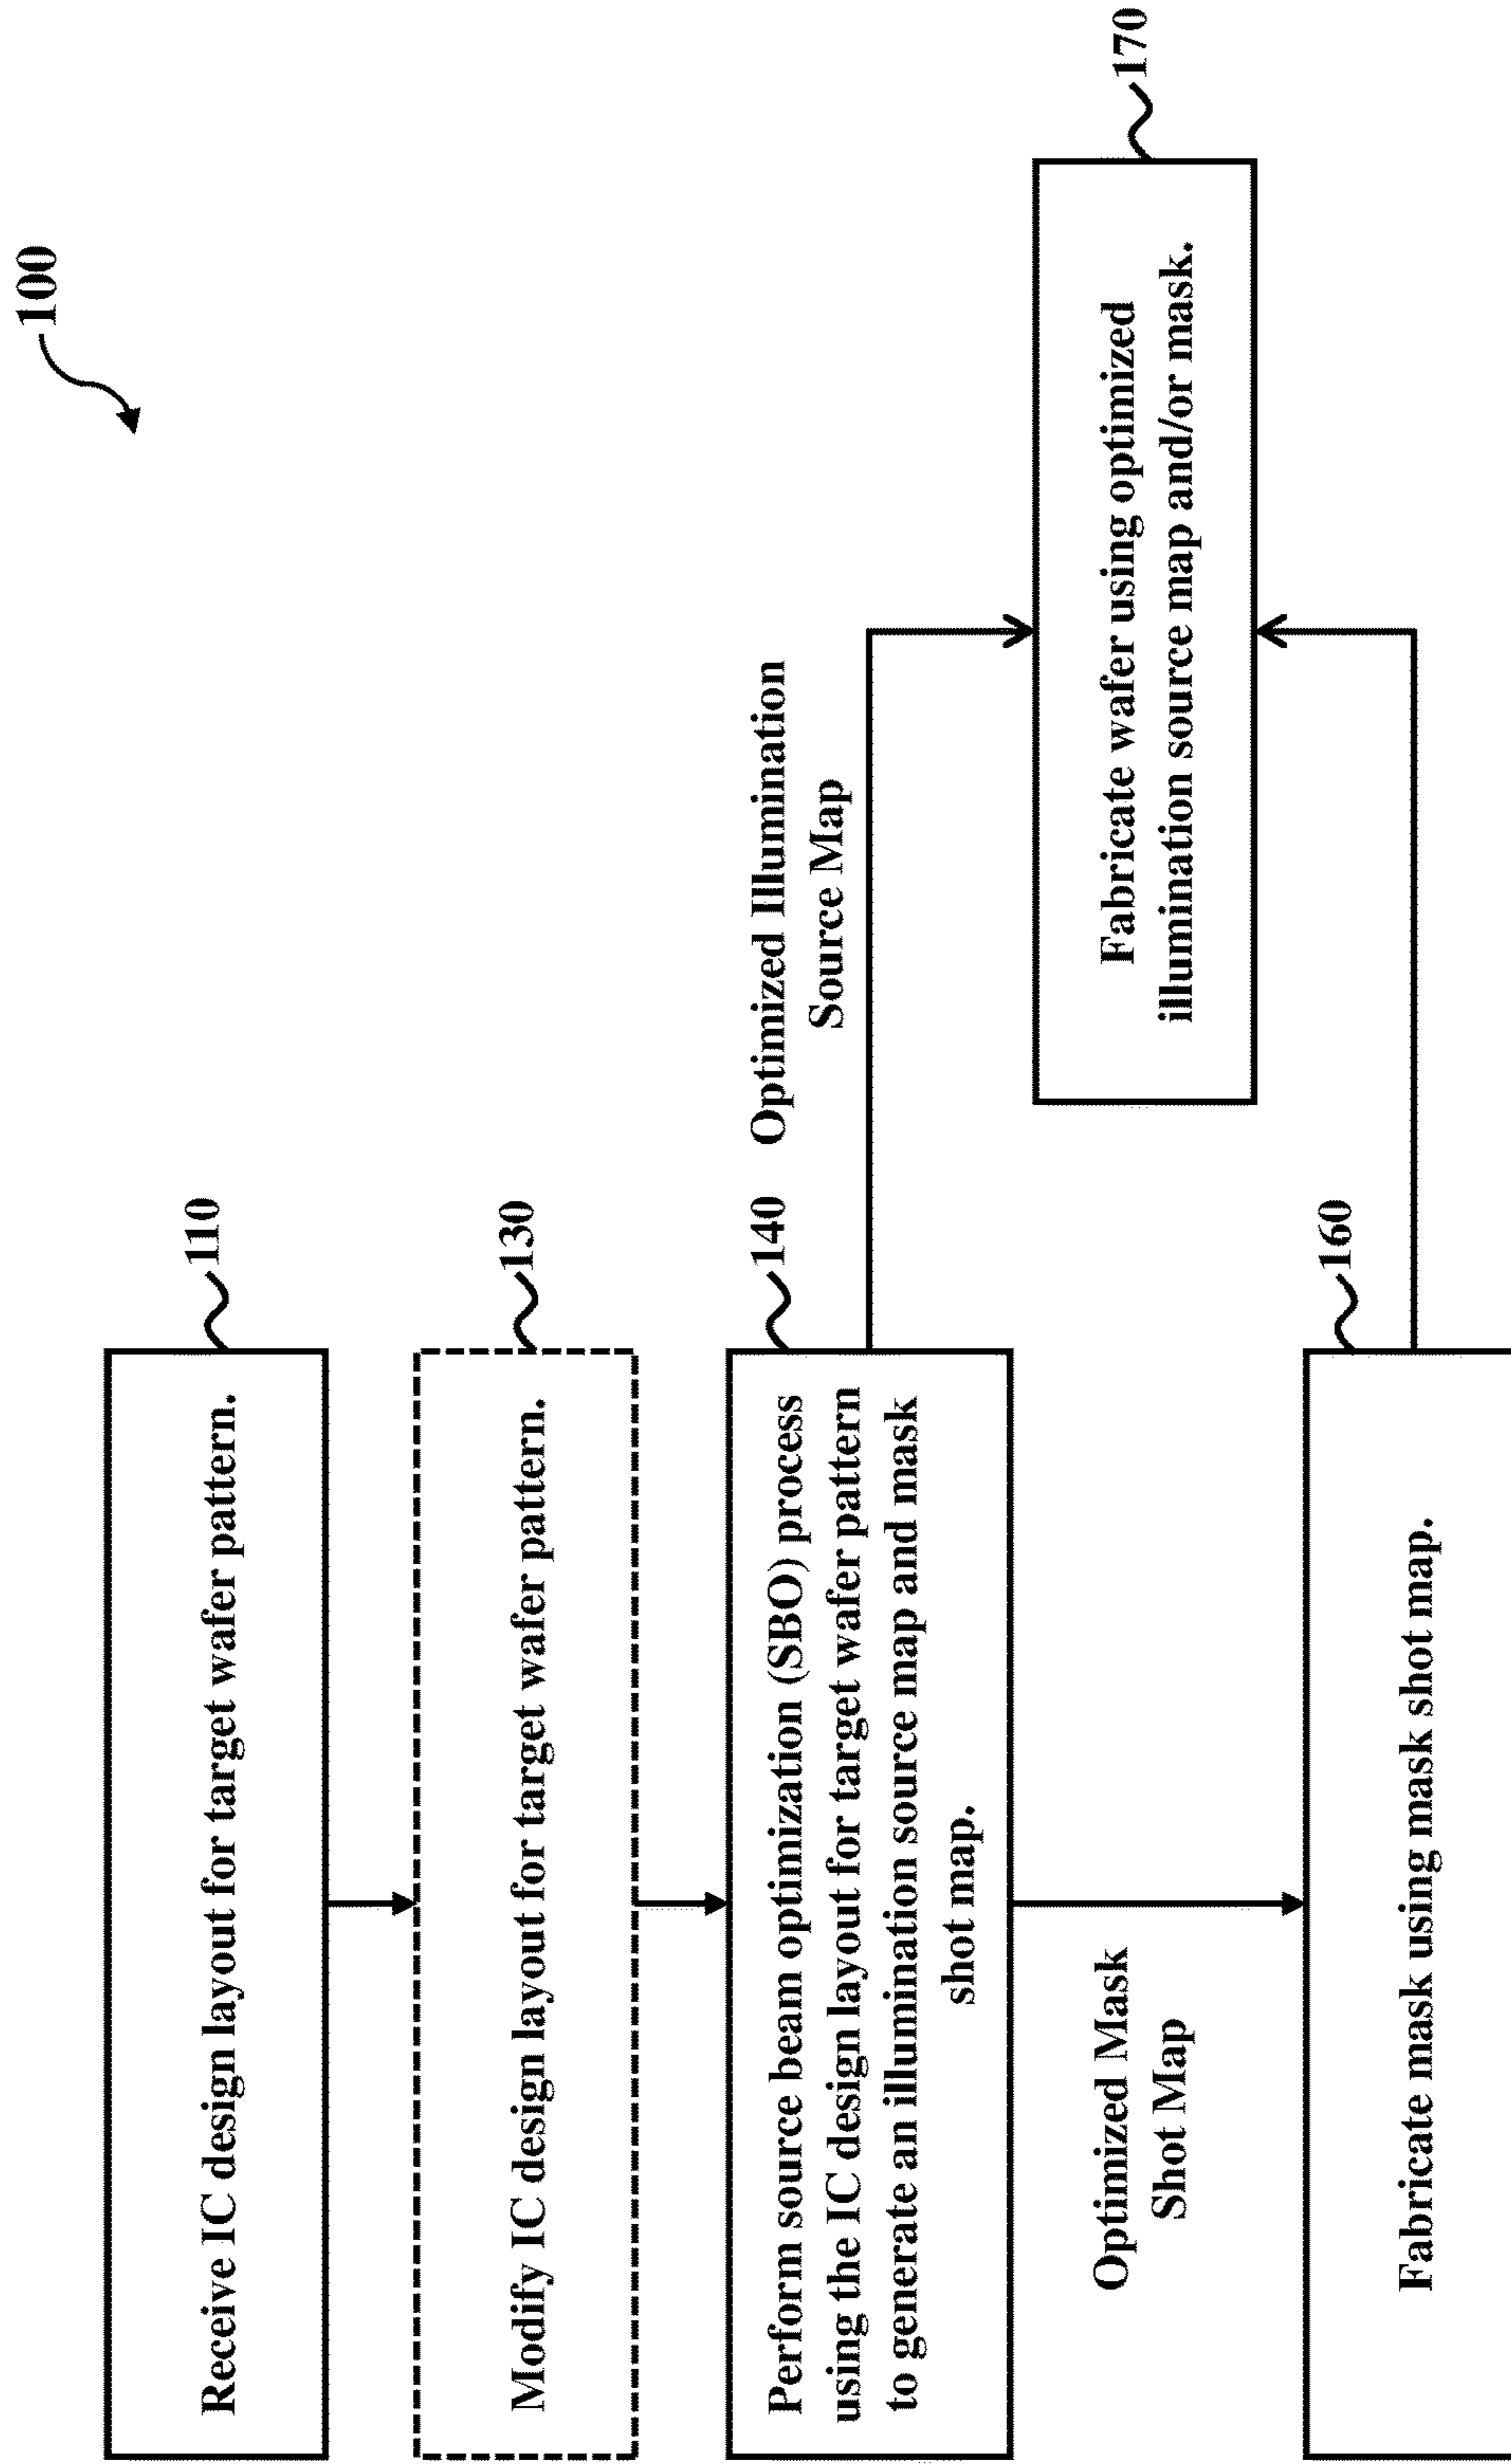 100
110
Receive IC design layout for target wafer pattern.
130
Modify IC design layout for target wafer pattern.
140
Perform source beam optimization (SBO) process
using the IC design layout for target wafer pattern
to generate an illumination source map and mask
shot map.
Optimized Illumination
Source Map
170
Fabricate wafer using optimized
illumination source map and/or mask.
Optimized Mask
Shot Map
160
Fabricate mask using mask shot map.